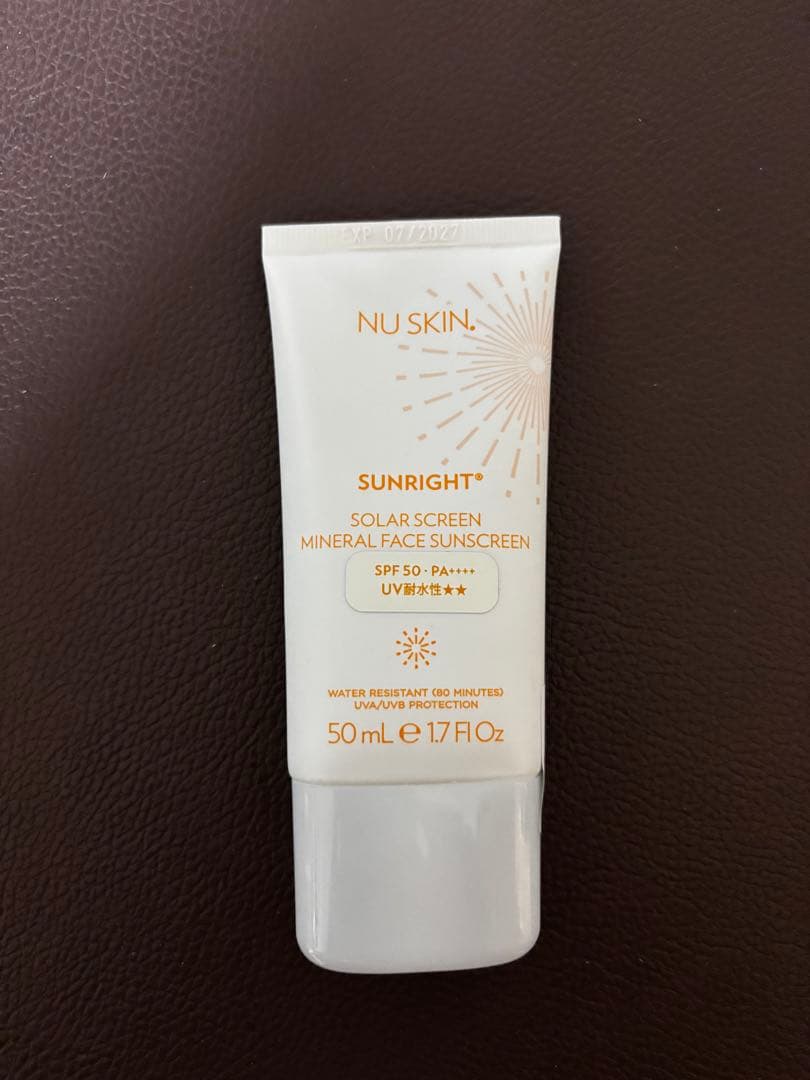 EXP 07/2027
NU SKIN.
SUNRIGHT®
SOLAR SCREEN
MINERAL FACE SUNSCREEN
SPF 50 · PA++++
UV耐水性★★
WATER RESISTANT (80 MINUTES)
UVA/UVB PROTECTION
50 mL ℮ 1.7 Fl Oz